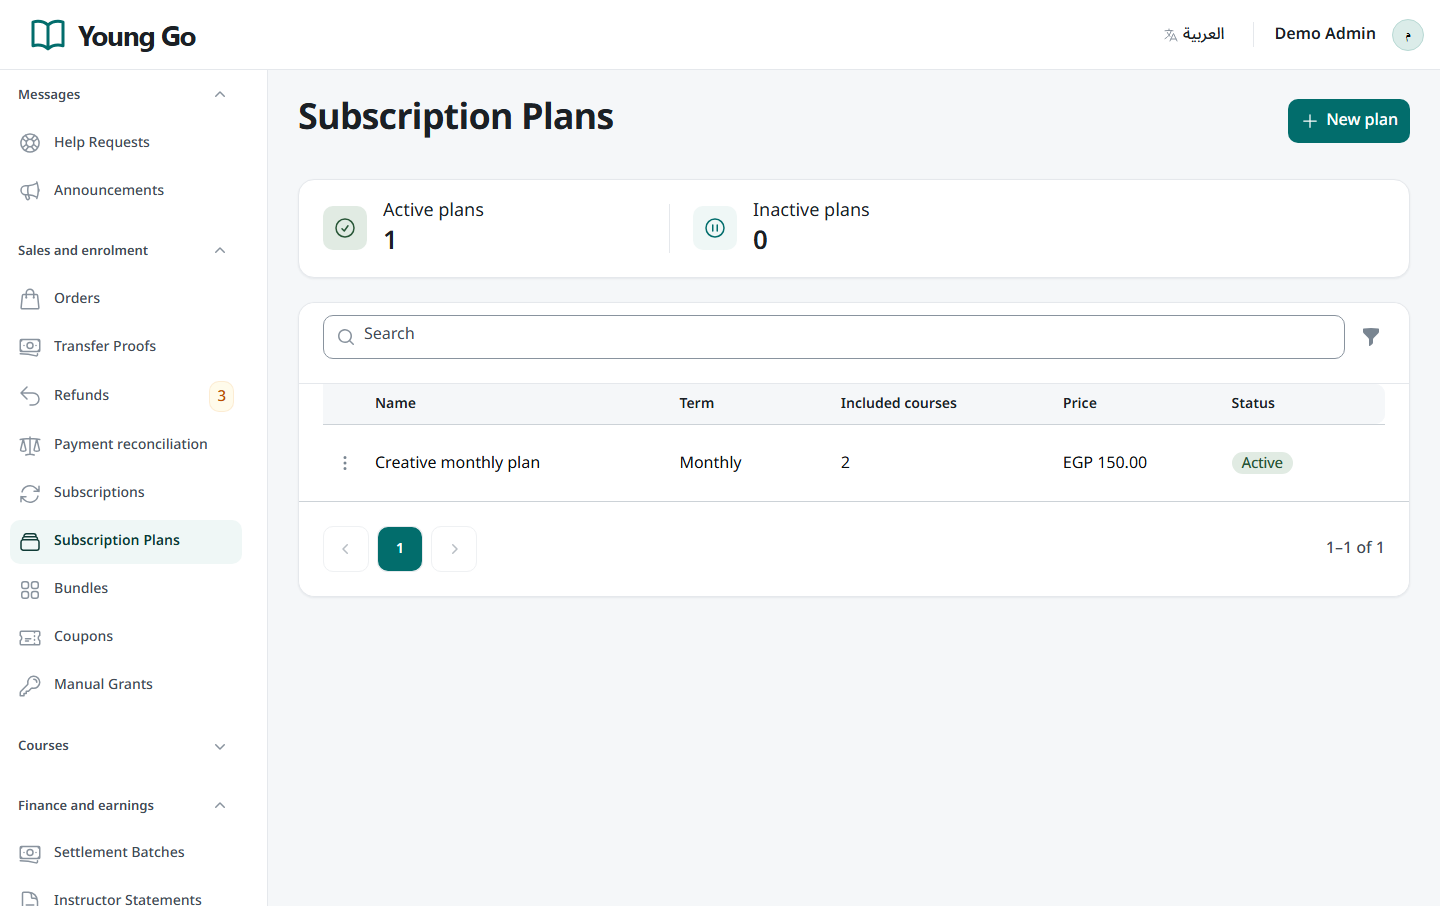 Young Go
العربية
Demo Admin
م
Messages
Help Requests
Announcements
Sales and enrolment
Orders
Transfer Proofs
Refunds 3
Payment reconciliation
Subscriptions
Subscription Plans
Bundles
Coupons
Manual Grants
Courses
Finance and earnings
Settlement Batches
Instructor Statements
Subscription Plans
New plan
Active plans
1
Inactive plans
0
Search
Name Term Included courses Price Status
Creative monthly plan Monthly 2 EGP 150.00 Active
1
1–1 of 1